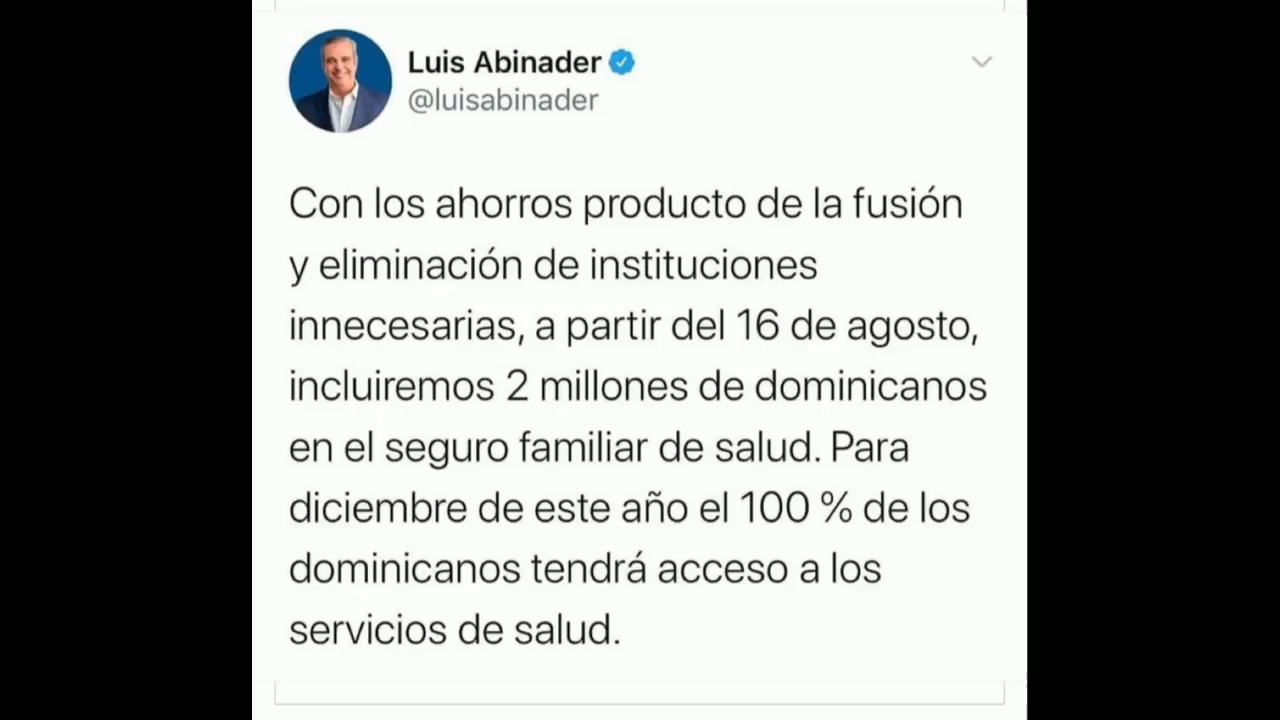 Luis Abinader
@luisabinader
Con los ahorros producto de la fusión
y eliminación de instituciones
innecesarias, a partir del 16 de agosto,
incluiremos 2 millones de dominicanos
en el seguro familiar de salud. Para
diciembre de este año el 100 % de los
dominicanos tendrá acceso a los
servicios de salud.